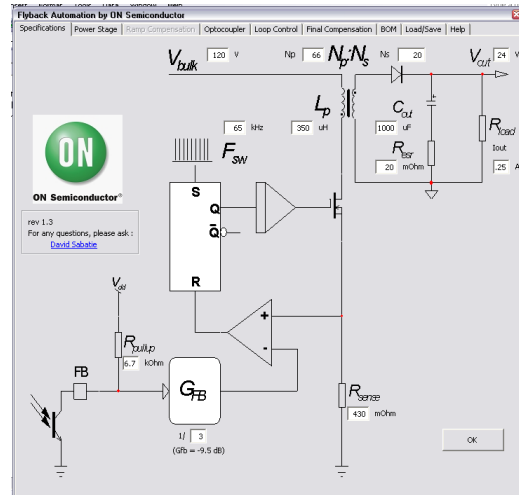 Flyback Automation by ON Semiconductor
Specifications Power Stage Ramp Compensation Optocoupler Loop Control Final Compensation BOM Load/Save Help
Vbulk 120 V Np 66 Np:Ns Ns 20 Vout 24 V
Lp
65 kHz 350 uH
Cout
1000 uF
Rload
Fsw
Resr
Iout
20 mOhm
.25 A
ON
ON Semiconductor®
S
Q
Q
R
rev 1.3
For any questions, please ask :
David Sabatie
Vdd
+
-
Rpullup
6.7 kOhm
FB
GFB
Rsense
430 mOhm
1/ 3
(Gfb = -9.5 dB)
OK